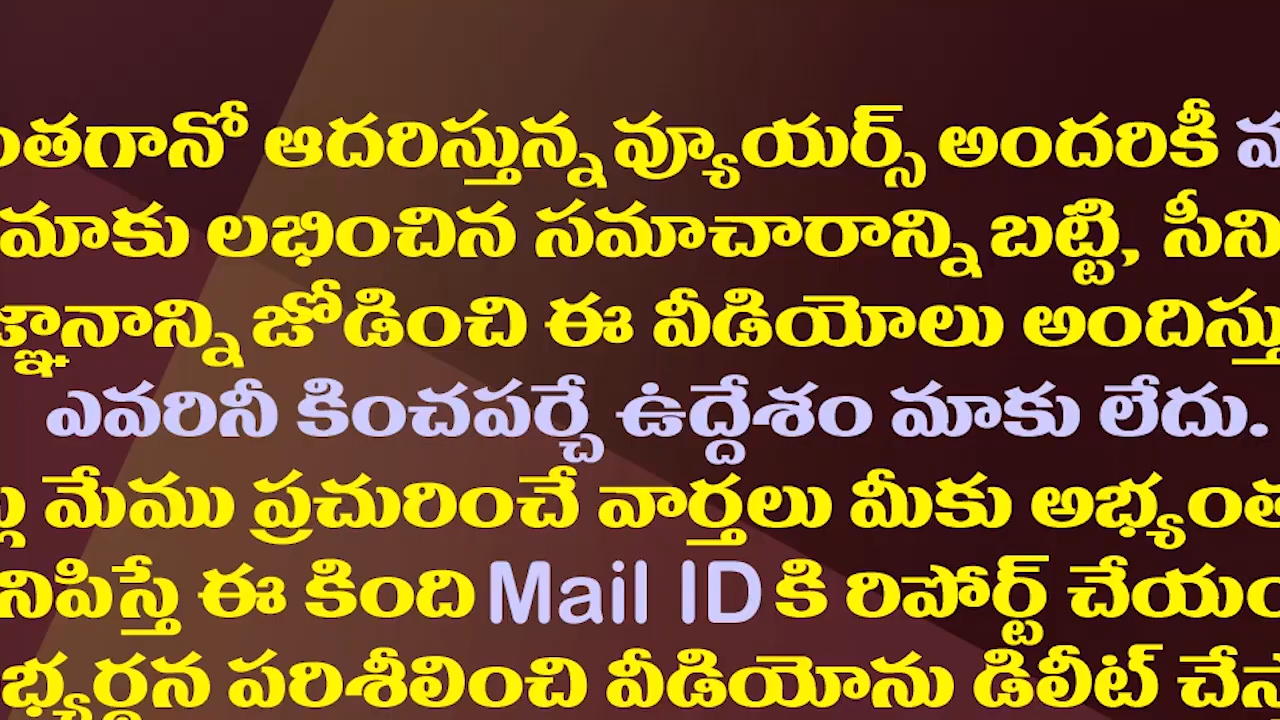 ంతగానో ఆదరిస్తున్న వ్యూయర్స్ అందరికీ
మాకు లభించిన సమాచారాన్ని బట్టి, సీని
జ్ఞానాన్ని జోడించి ఈ వీడియోలు అందిస్తు
ఎవరినీ కించపర్చే ఉద్దేశం మాకు లేదు.
మేము ప్రచురించే వార్తలు మీకు అభ్యంత
నిపిస్తే ఈ కింది Mail ID కి రిపోర్ట్ చేయం
భ్యర్ధన పరిశీలించి వీడియోను డిలీట్ చేస